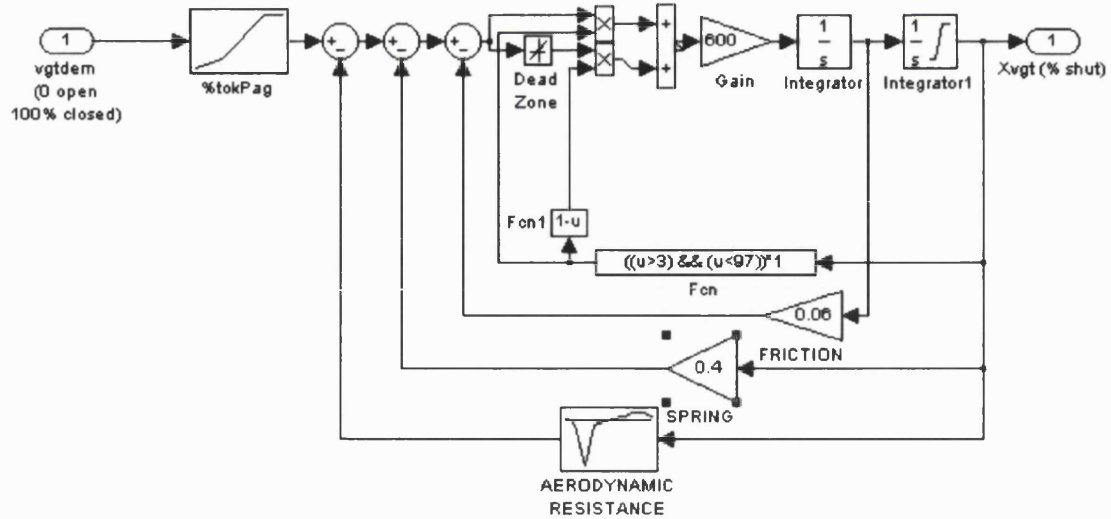 1
vgtdem
(0 open
100% closed)
%tokPag
Dead
Zone
600
Gain
1
s
Integrator
1
s
Integrator1
1
Xvgt (% shut)
Fcn1
1-u
((u>3) && (u<97))*1
Fcn
0.06
FRICTION
0.4
SPRING
AERODYNAMIC
RESISTANCE